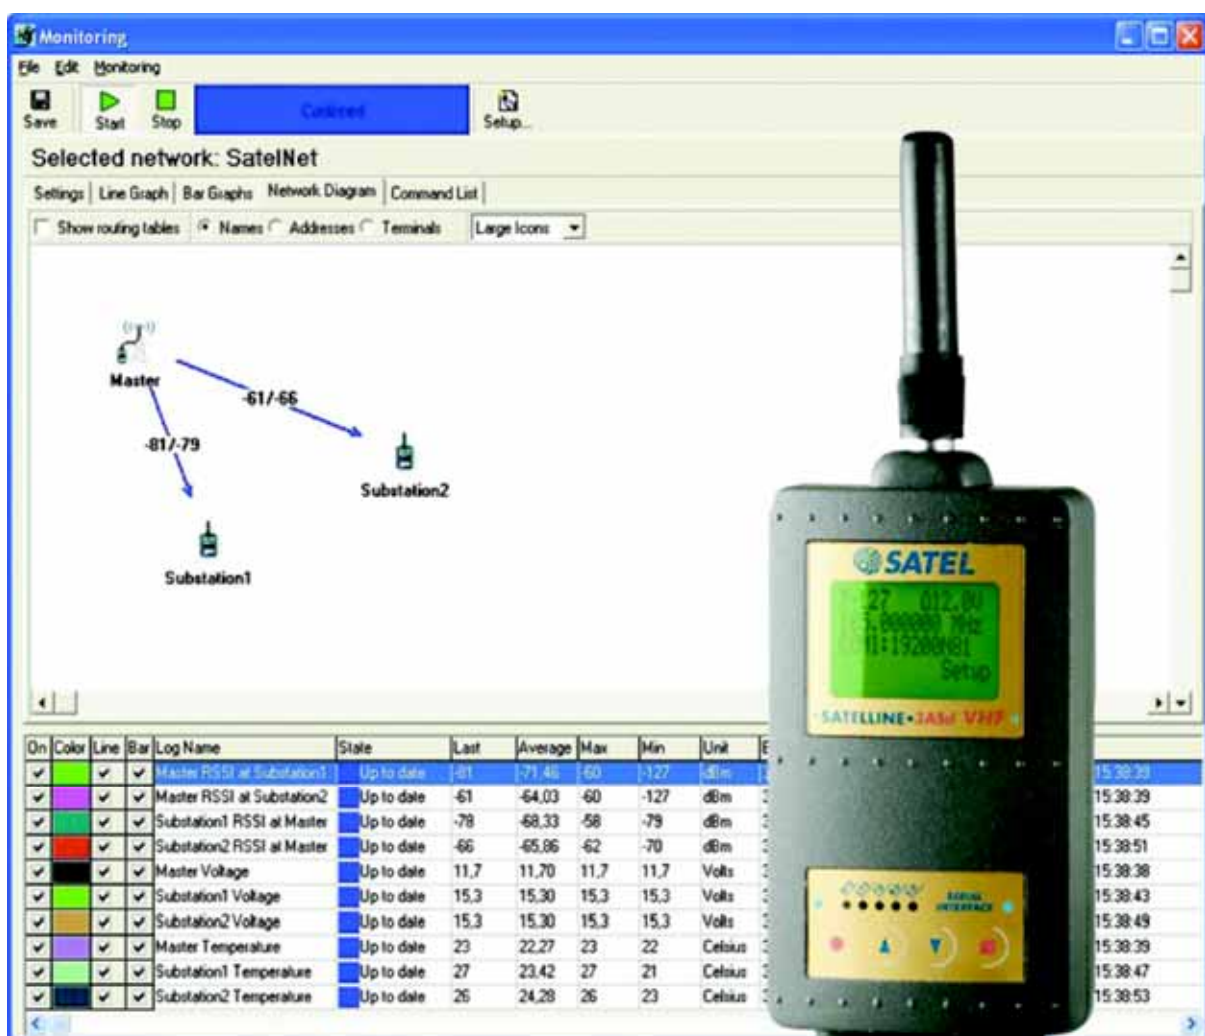 Monitoring
File Edit Monitoring
Save Start Stop Confirmed Setup...
Selected network: SatelNet
Settings Line Graph Bar Graphs Network Diagram Command List
Show routing tables Names Addresses Terminals Large Icons
Master
-61/-66
-81/-79
Substation2
Substation1
SATEL
27 012.0V
.000000 MHz
:19200N81
Setup
SATELLINE•3ASd VHF
SERIAL
INTERFACE
On Color Line Bar Log Name State Last Average Max Min Unit
Master RSSI at Substation1 Up to date -81 -71,46 -60 -127 dBm 15:38:39
Master RSSI at Substation2 Up to date -61 -64,03 -60 -127 dBm 15:38:39
Substation1 RSSI at Master Up to date -78 -68,33 -58 -79 dBm 15:38:45
Substation2 RSSI at Master Up to date -66 -65,86 -62 -70 dBm 15:38:51
Master Voltage Up to date 11,7 11,70 11,7 11,7 Volts 15:38:38
Substation1 Voltage Up to date 15,3 15,30 15,3 15,3 Volts 15:38:43
Substation2 Voltage Up to date 15,3 15,30 15,3 15,3 Volts 15:38:49
Master Temperature Up to date 23 22,27 23 22 Celsius 15:38:39
Substation1 Temperature Up to date 27 23,42 27 21 Celsius 15:38:47
Substation2 Temperature Up to date 26 24,28 26 23 Celsius 15:38:53